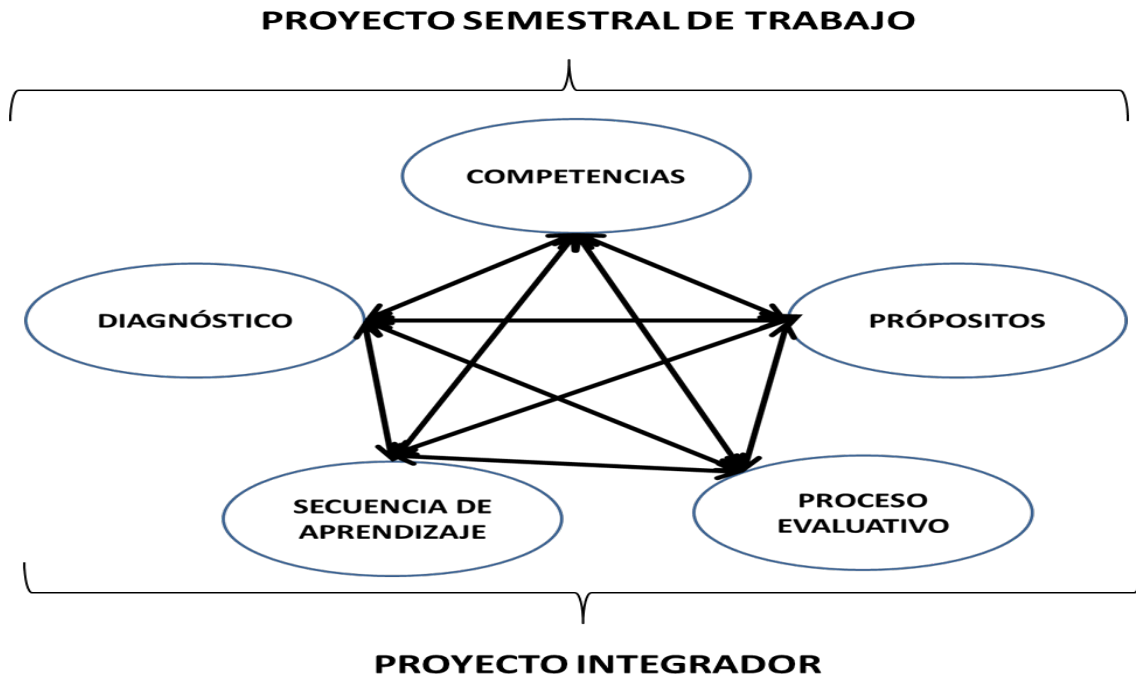 PROYECTO SEMESTRAL DE TRABAJO
COMPETENCIAS
DIAGNÓSTICO
PRÓPOSITOS
SECUENCIA DE
APRENDIZAJE
PROCESO
EVALUATIVO
PROYECTO INTEGRADOR